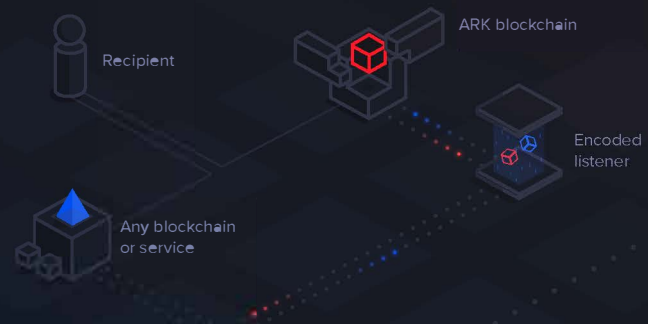 ARK blockchain
Recipient
Encoded
listener
Any blockchain
or service